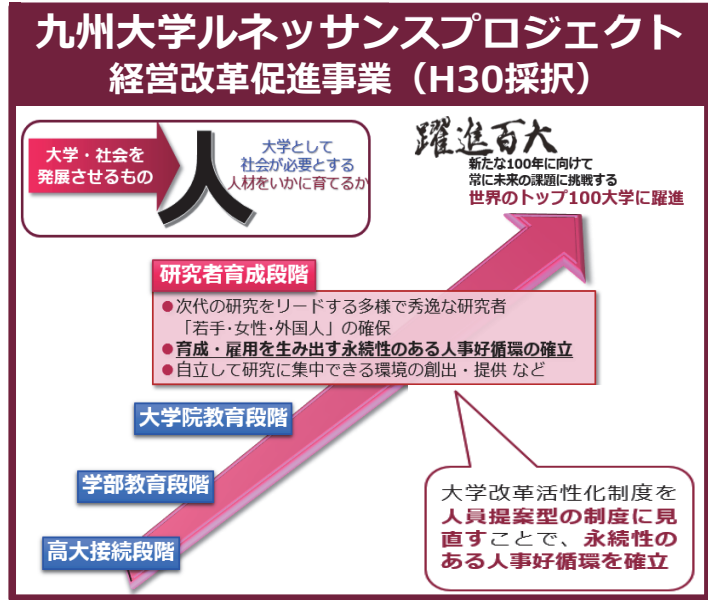 九州大学ルネッサンスプロジェクト
経営改革促進事業（H30採択）
大学・社会を
発展させるもの
人
大学として
社会が必要とする
人材をいかに育てるか
躍進百大
新たな100年に向けて
常に未来の課題に挑戦する
世界のトップ100大学に躍進
研究者育成段階
●次代の研究をリードする多様で秀逸な研究者
「若手・女性・外国人」の確保
●育成・雇用を生み出す永続性のある人事好循環の確立
●自立して研究に集中できる環境の創出・提供 など
大学院教育段階
学部教育段階
高大接続段階
大学改革活性化制度を
人員提案型の制度に見
直すことで、永続性の
ある人事好循環を確立